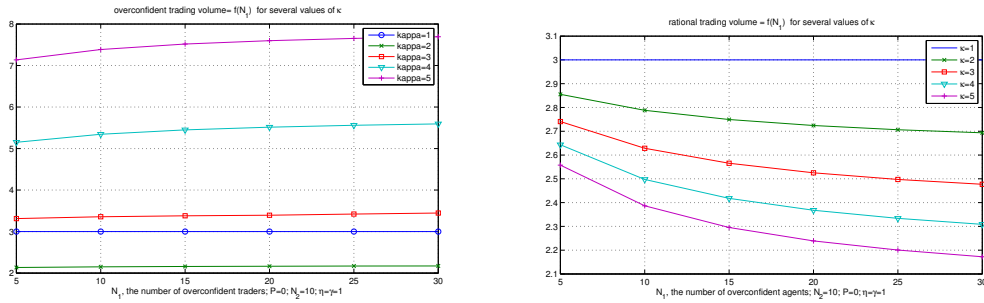 overconfident trading volume= f(N₁) for several values of κ
8
7
6
5
4
3
2
5 10 15 20 25 30
kappa=1
kappa=2
kappa=3
kappa=4
kappa=5
N₁, the number of overconfident traders; P=0; N₂=10; η=γ=1
rational trading volume = f(N₁) for several values of κ
3.1
3
2.9
2.8
2.7
2.6
2.5
2.4
2.3
2.2
2.1
5 10 15 20 25 30
κ=1
κ=2
κ=3
κ=4
κ=5
N₁, the number of overconfident agents; N₂=10; P=0; η=γ=1